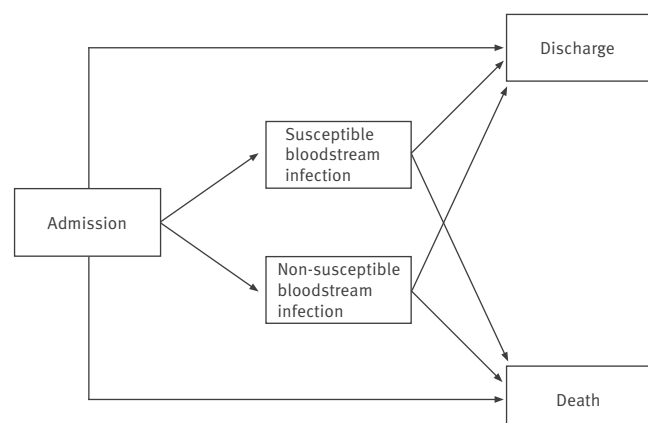 Discharge
Susceptible
bloodstream
infection
Admission
Non-susceptible
bloodstream
infection
Death